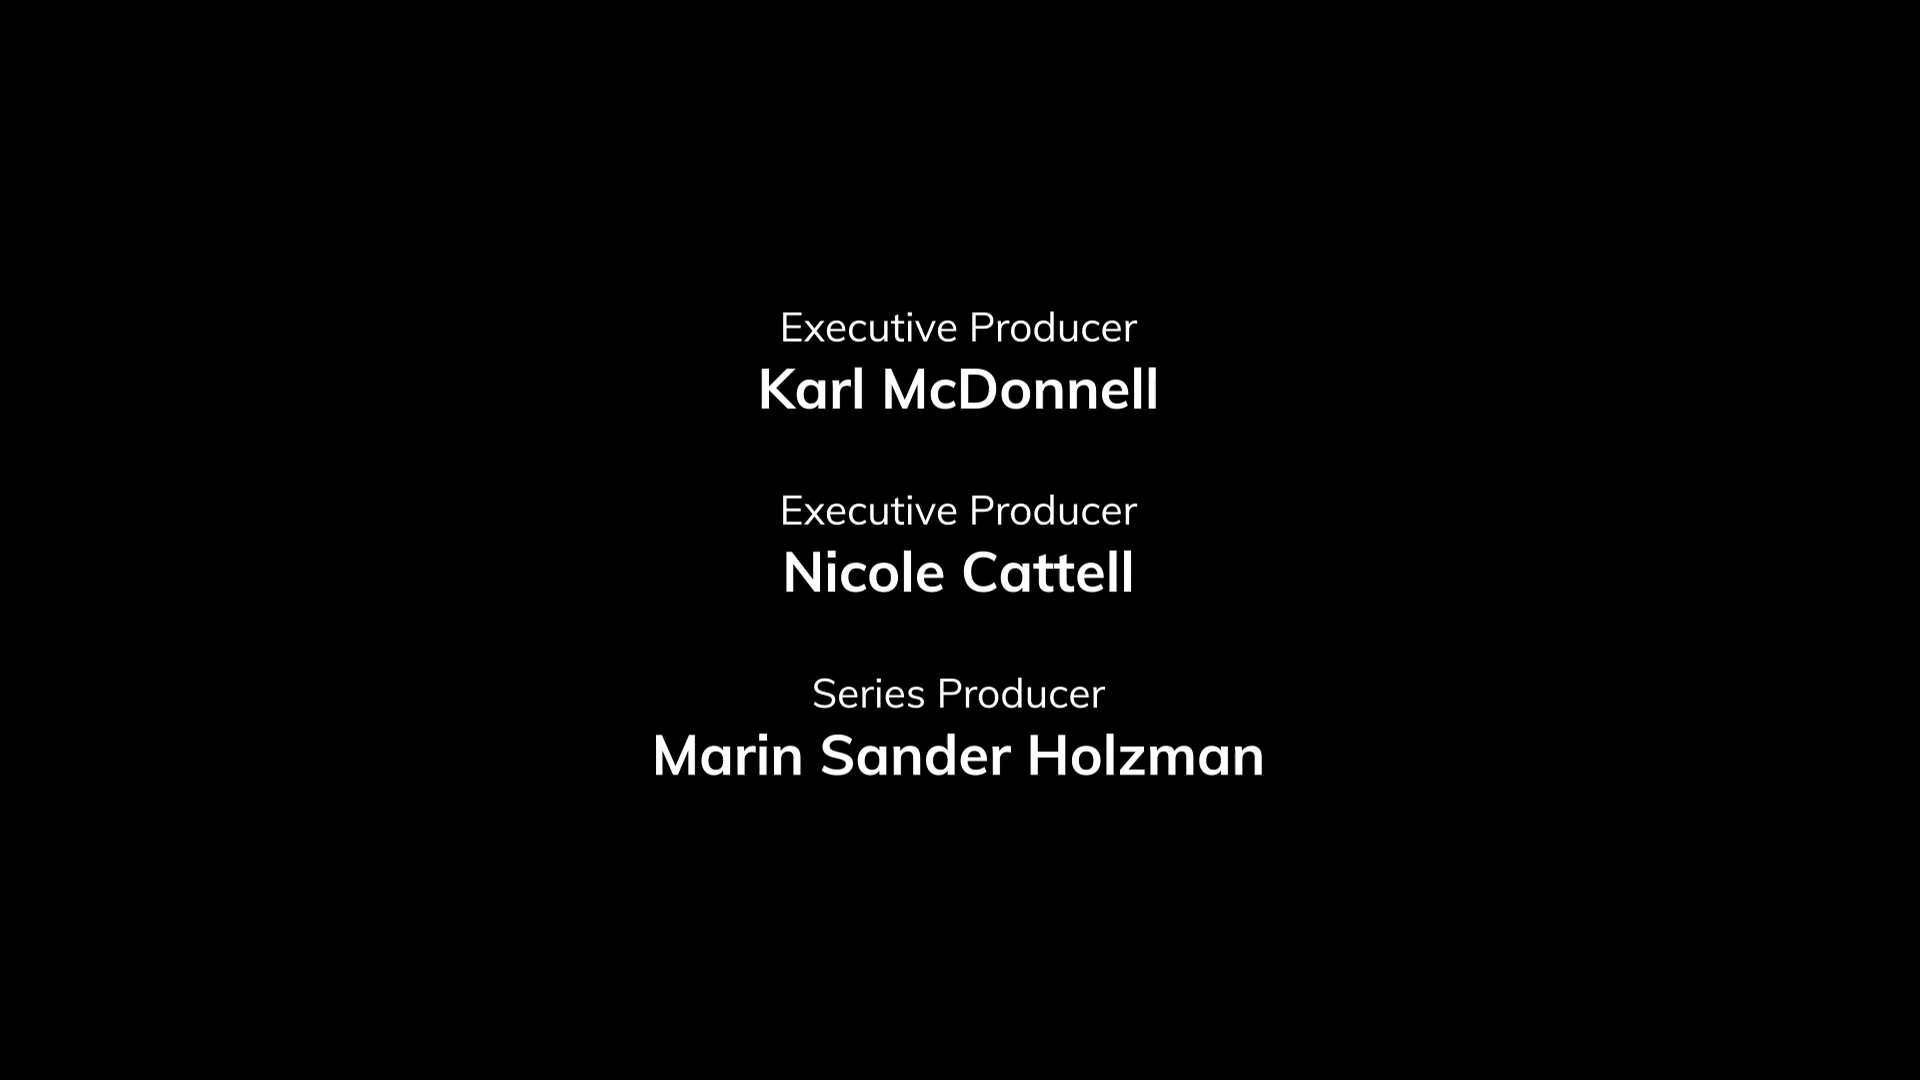 Executive Producer
Karl McDonnell
Executive Producer
Nicole Cattell
Series Producer
Marin Sander Holzman